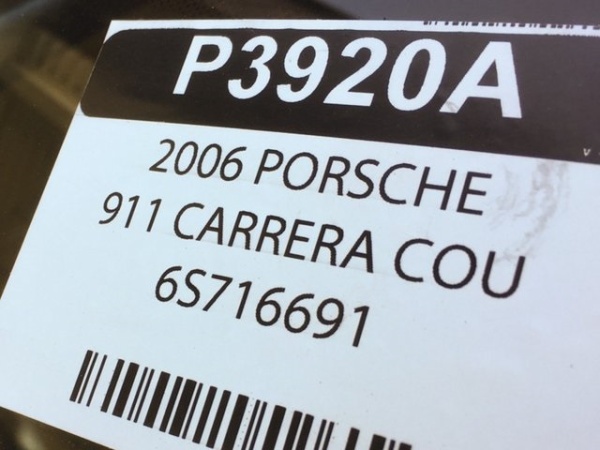 P3920A
2006 PORSCHE
911 CARRERA COU
6S716691